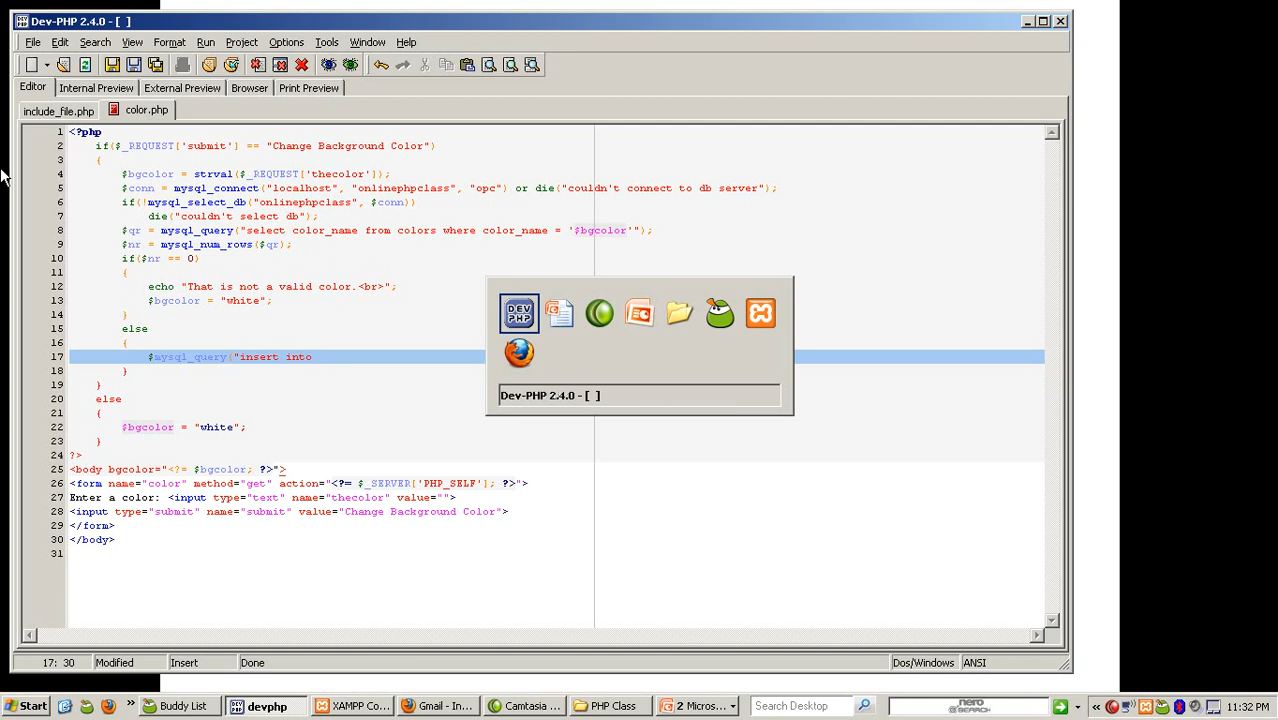 Dev-PHP 2.4.0 - [ ]
File Edit Search View Format Run Project Options Tools Window Help
Editor Internal Preview External Preview Browser Print Preview
include_file.php color.php
1 <?php
2 if($_REQUEST['submit'] == "Change Background Color")
3 {
4 $bgcolor = strval($_REQUEST['thecolor']);
5 $conn = mysql_connect("localhost", "onlinephpclass", "opc") or die("couldn't connect to db server");
6 if(!mysql_select_db("onlinephpclass", $conn))
7 die("couldn't select db");
8 $qr = mysql_query("select color_name from colors where color_name = '$bgcolor'");
9 $nr = mysql_num_rows($qr);
10 if($nr == 0)
11 {
12 echo "That is not a valid color.<br>";
13 $bgcolor = "white";
14 }
15 else
16 {
17 $mysql_query("insert into
18 }
19 }
20 else
21 {
22 $bgcolor = "white";
23 }
24 ?>
25 <body bgcolor="<?= $bgcolor; ?>">
26 <form name="color" method="get" action="<?= $_SERVER['PHP_SELF']; ?>">
27 Enter a color: <input type="text" name="thecolor" value="">
28 <input type="submit" name="submit" value="Change Background Color">
29 </form>
30 </body>
31
DEV PHP
Dev-PHP 2.4.0 - [ ]
17: 30 Modified Insert Done Dos/Windows ANSI
Start Buddy List devphp XAMPP Co... Gmail - ... Camtasia ... PHP Class 2 Micros... Search Desktop nero SEARCH 11:32 PM